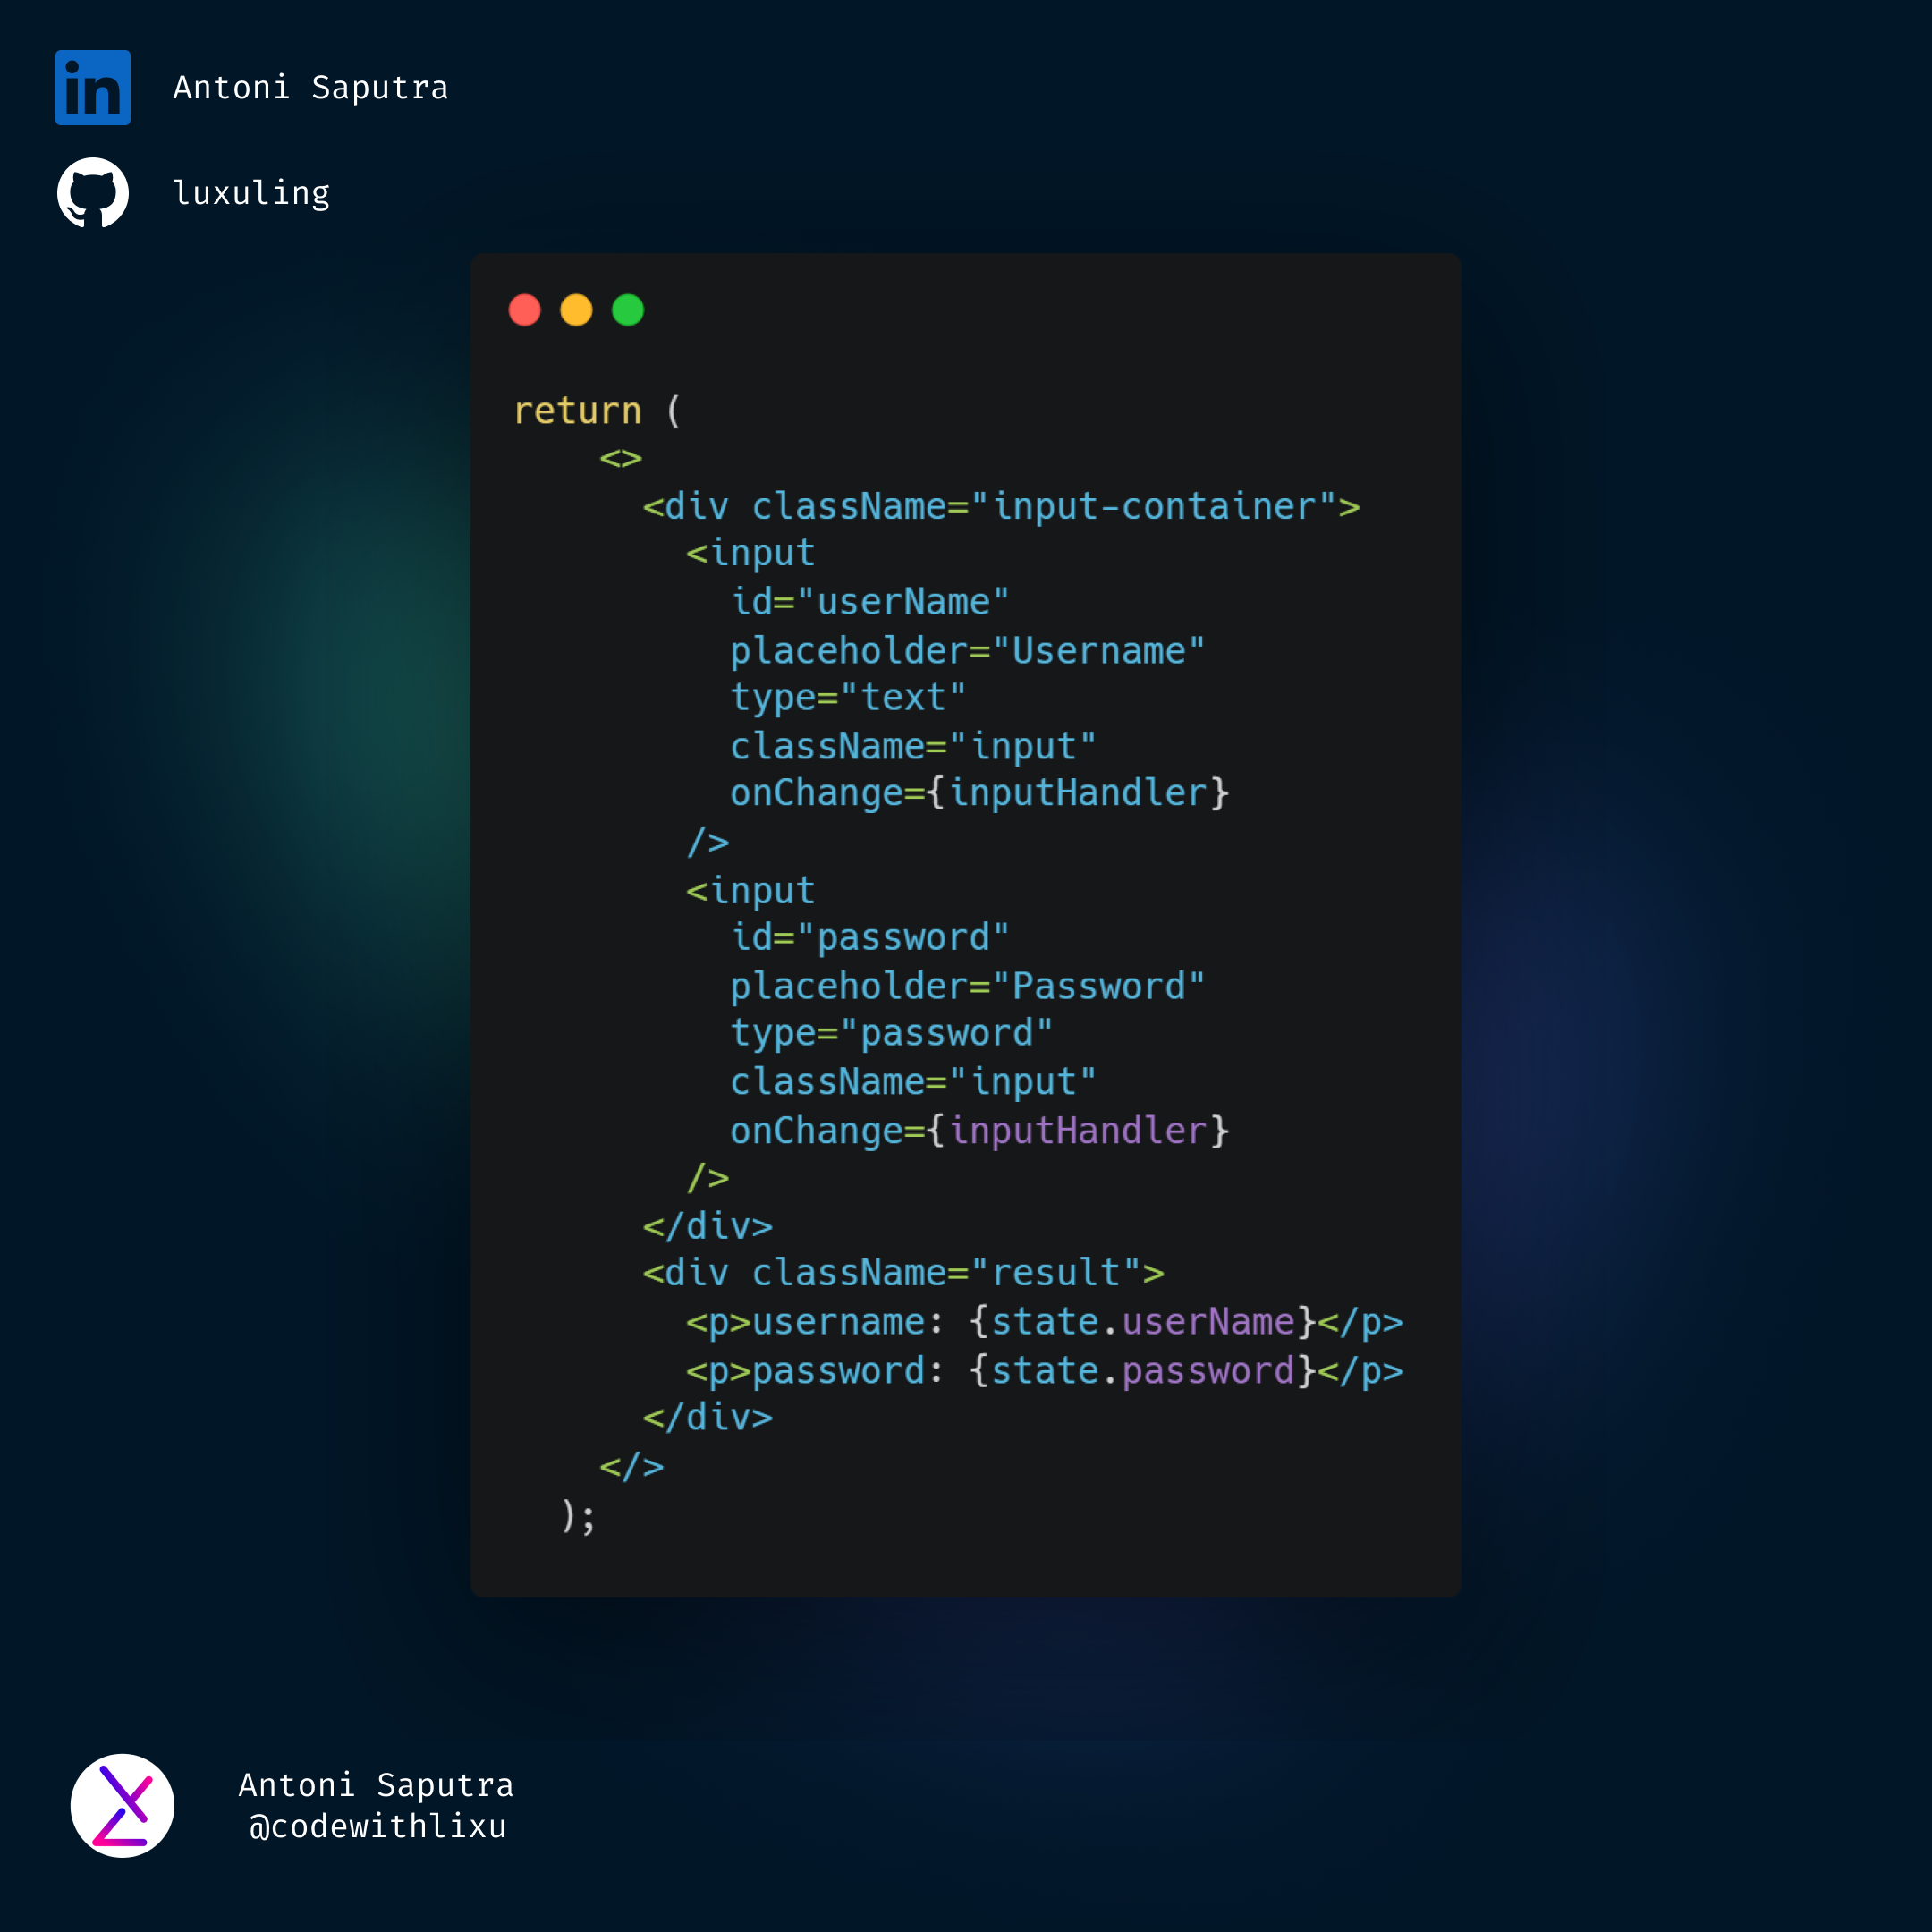 in
Antoni Saputra
luxuling
return (
    <>
      <div className="input-container">
        <input
          id="userName"
          placeholder="Username"
          type="text"
          className="input"
          onChange={inputHandler}
        />
        <input
          id="password"
          placeholder="Password"
          type="password"
          className="input"
          onChange={inputHandler}
        />
      </div>
      <div className="result">
        <p>username: {state.userName}</p>
        <p>password: {state.password}</p>
      </div>
    </>
  );
Antoni Saputra
@codewithlixu